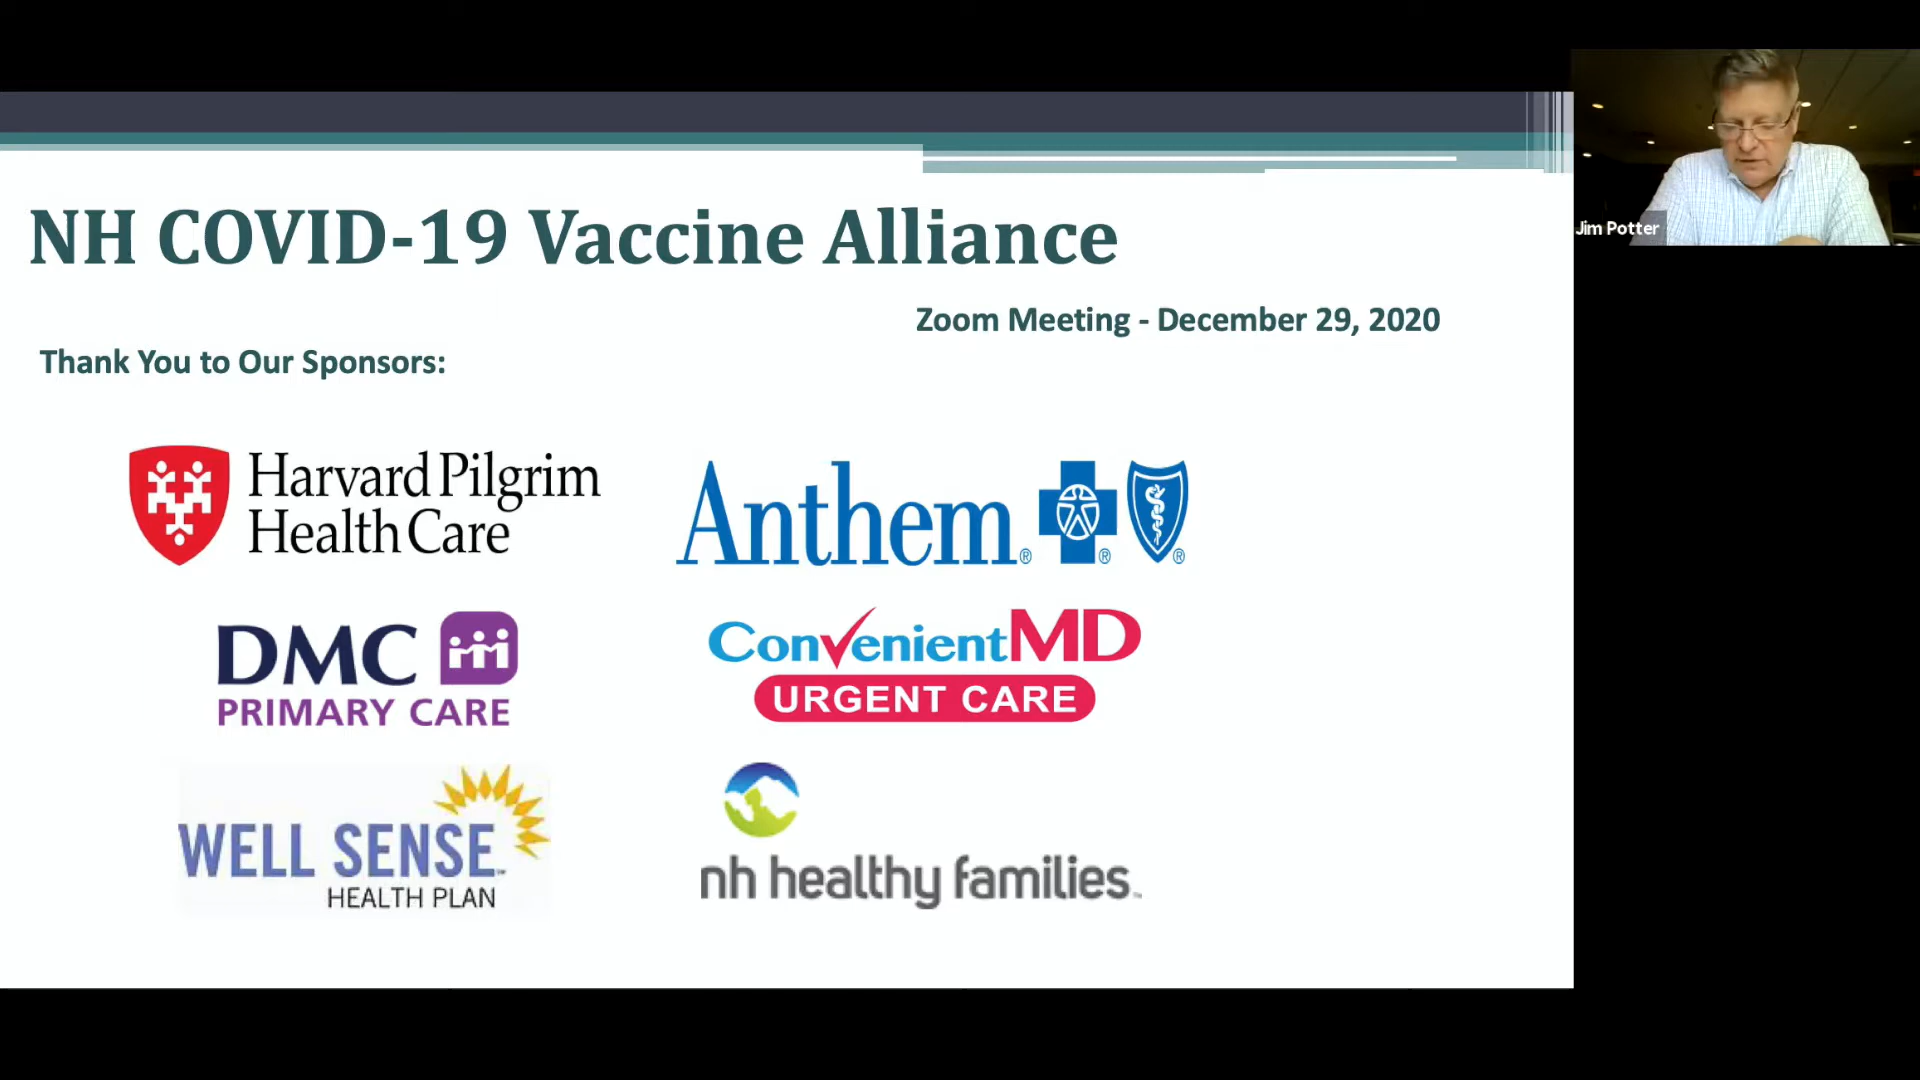 NH COVID-19 Vaccine Alliance
Jim Potter
Zoom Meeting - December 29, 2020
Thank You to Our Sponsors:
Harvard Pilgrim
Health Care
Anthem®
®
®
DMC
PRIMARY CARE
ConvenientMD
URGENT CARE
WELL SENSE
HEALTH PLAN
nh healthy families